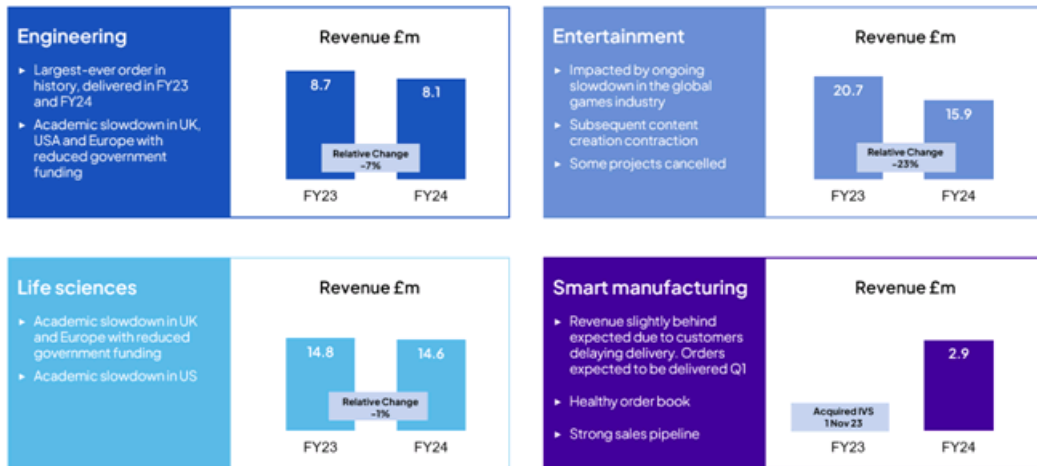 Engineering
▸ Largest-ever order in
history, delivered in FY23
and FY24
▸ Academic slowdown in UK,
USA and Europe with
reduced government
funding
Revenue £m
8.7
8.1
Relative Change
-7%
FY23
FY24
Entertainment
▸ Impacted by ongoing
slowdown in the global
games industry
▸ Subsequent content
creation contraction
▸ Some projects cancelled
Revenue £m
20.7
15.9
Relative Change
-23%
FY23
FY24
Life sciences
▸ Academic slowdown in UK
and Europe with reduced
government funding
▸ Academic slowdown in US
Revenue £m
14.8
14.6
Relative Change
-1%
FY23
FY24
Smart manufacturing
▸ Revenue slightly behind
expected due to customers
delaying delivery. Orders
expected to be delivered Q1
▸ Healthy order book
▸ Strong sales pipeline
Revenue £m
2.9
Acquired IVS
1 Nov 23
FY23
FY24